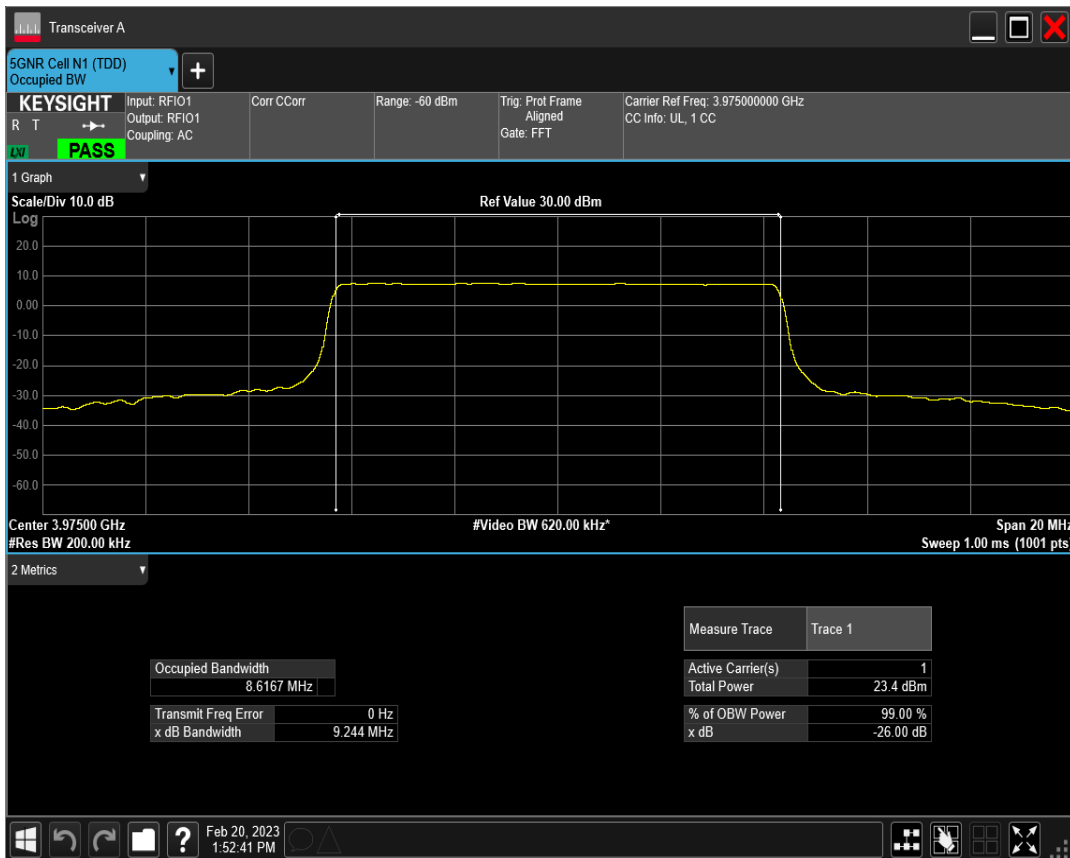 Transceiver A
5GNR Cell N1 (TDD)
Occupied BW
+
KEYSIGHT
R T
LXI
PASS
Input: RFIO1
Output: RFIO1
Coupling: AC
Corr CCorr
Range: -60 dBm
Trig: Prot Frame
Aligned
Gate: FFT
Carrier Ref Freq: 3.975000000 GHz
CC Info: UL, 1 CC
1 Graph
Scale/Div 10.0 dB
Ref Value 30.00 dBm
Log
20.0
10.0
0.00
-10.0
-20.0
-30.0
-40.0
-50.0
-60.0
Center 3.97500 GHz
#Video BW 620.00 kHz*
Span 20 MHz
#Res BW 200.00 kHz
Sweep 1.00 ms (1001 pts)
2 Metrics
Measure Trace Trace 1
Occupied Bandwidth
8.6167 MHz
Active Carrier(s) 1
Total Power 23.4 dBm
Transmit Freq Error 0 Hz
x dB Bandwidth 9.244 MHz
% of OBW Power 99.00 %
x dB -26.00 dB
?
Feb 20, 2023
1:52:41 PM